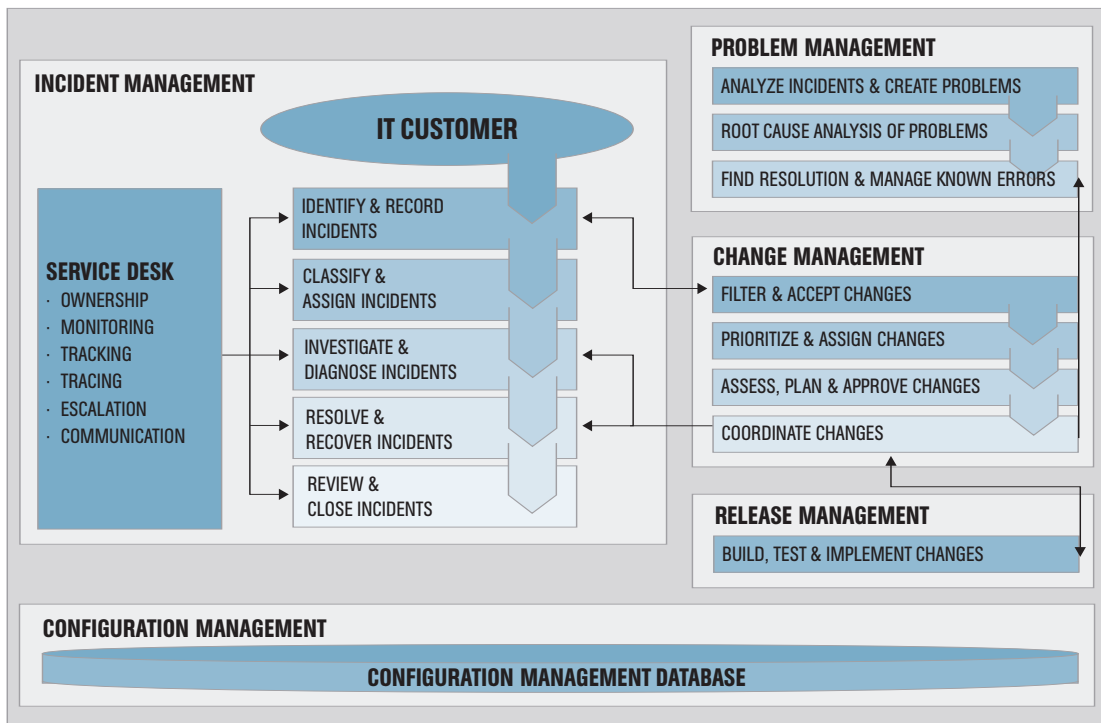 INCIDENT MANAGEMENT
IT CUSTOMER
SERVICE DESK
· OWNERSHIP
· MONITORING
· TRACKING
· TRACING
· ESCALATION
· COMMUNICATION
IDENTIFY & RECORD
INCIDENTS
CLASSIFY &
ASSIGN INCIDENTS
INVESTIGATE &
DIAGNOSE INCIDENTS
RESOLVE &
RECOVER INCIDENTS
REVIEW &
CLOSE INCIDENTS
PROBLEM MANAGEMENT
ANALYZE INCIDENTS & CREATE PROBLEMS
ROOT CAUSE ANALYSIS OF PROBLEMS
FIND RESOLUTION & MANAGE KNOWN ERRORS
CHANGE MANAGEMENT
FILTER & ACCEPT CHANGES
PRIORITIZE & ASSIGN CHANGES
ASSESS, PLAN & APPROVE CHANGES
COORDINATE CHANGES
RELEASE MANAGEMENT
BUILD, TEST & IMPLEMENT CHANGES
CONFIGURATION MANAGEMENT
CONFIGURATION MANAGEMENT DATABASE